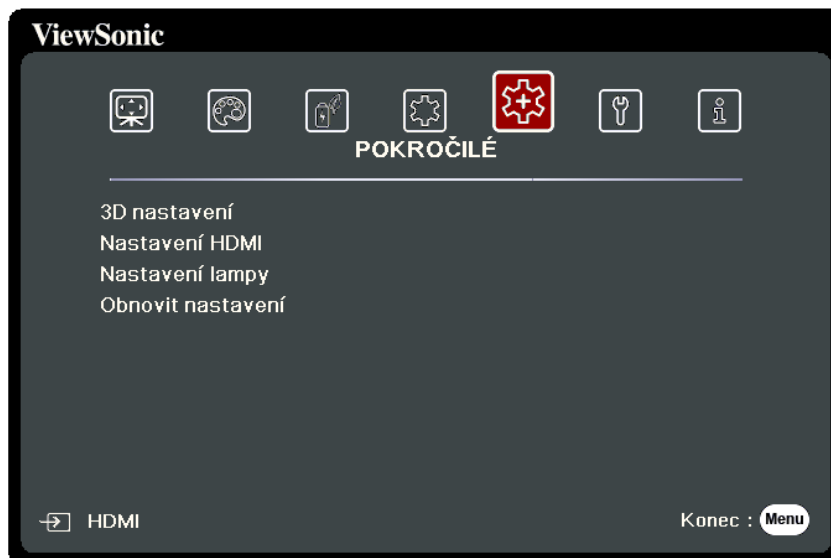 ViewSonic
POKROČILÉ
3D nastavení
Nastavení HDMI
Nastavení lampy
Obnovit nastavení
HDMI
Konec : Menu